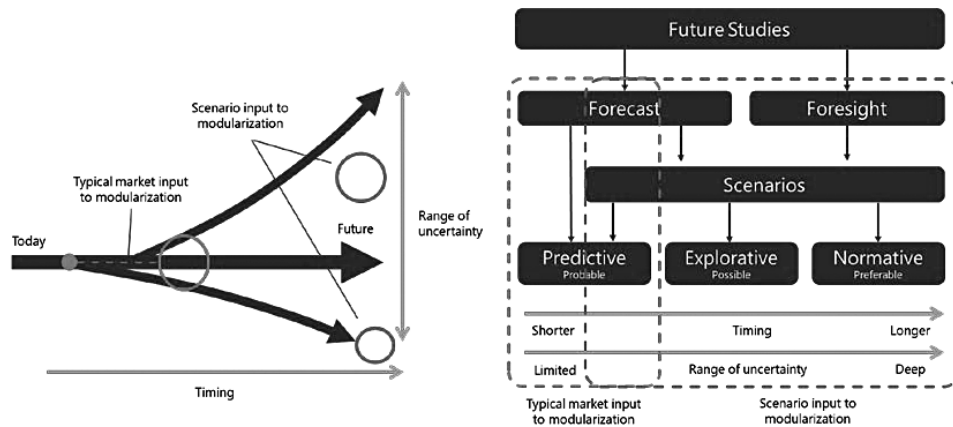 Scenario input to
modularization
Typical market input
to modularization
Today
Future
Range of
uncertainty
Timing
Future Studies
Forecast
Foresight
Scenarios
Predictive
Probable
Explorative
Possible
Normative
Preferable
Shorter
Timing
Longer
Limited
Range of uncertainty
Deep
Typical market input
to modularization
Scenario input to
modularization